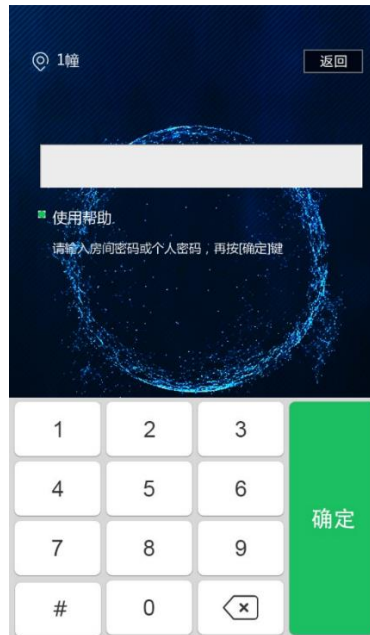 1幢
返回
使用帮助.
请输入房间密码或个人密码，再按[确定]键
1 2 3
4 5 6
确定
7 8 9
# 0